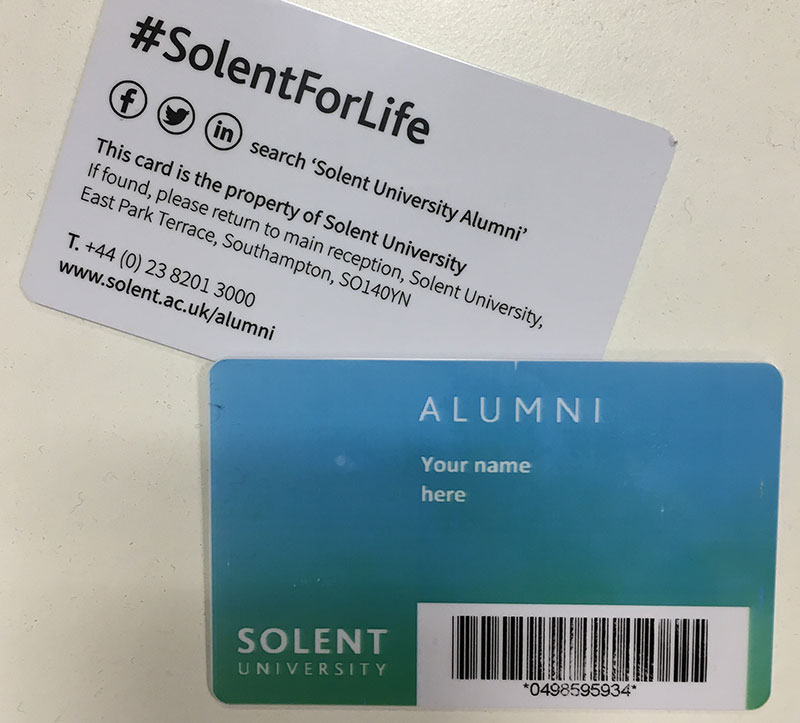 #SolentForLife
search ‘Solent University Alumni’
This card is the property of Solent University
If found, please return to main reception, Solent University,
East Park Terrace, Southampton, SO140YN
T. +44 (0) 23 8201 3000
www.solent.ac.uk/alumni
ALUMNI
Your name
here
SOLENT
UNIVERSITY
*0498595934*